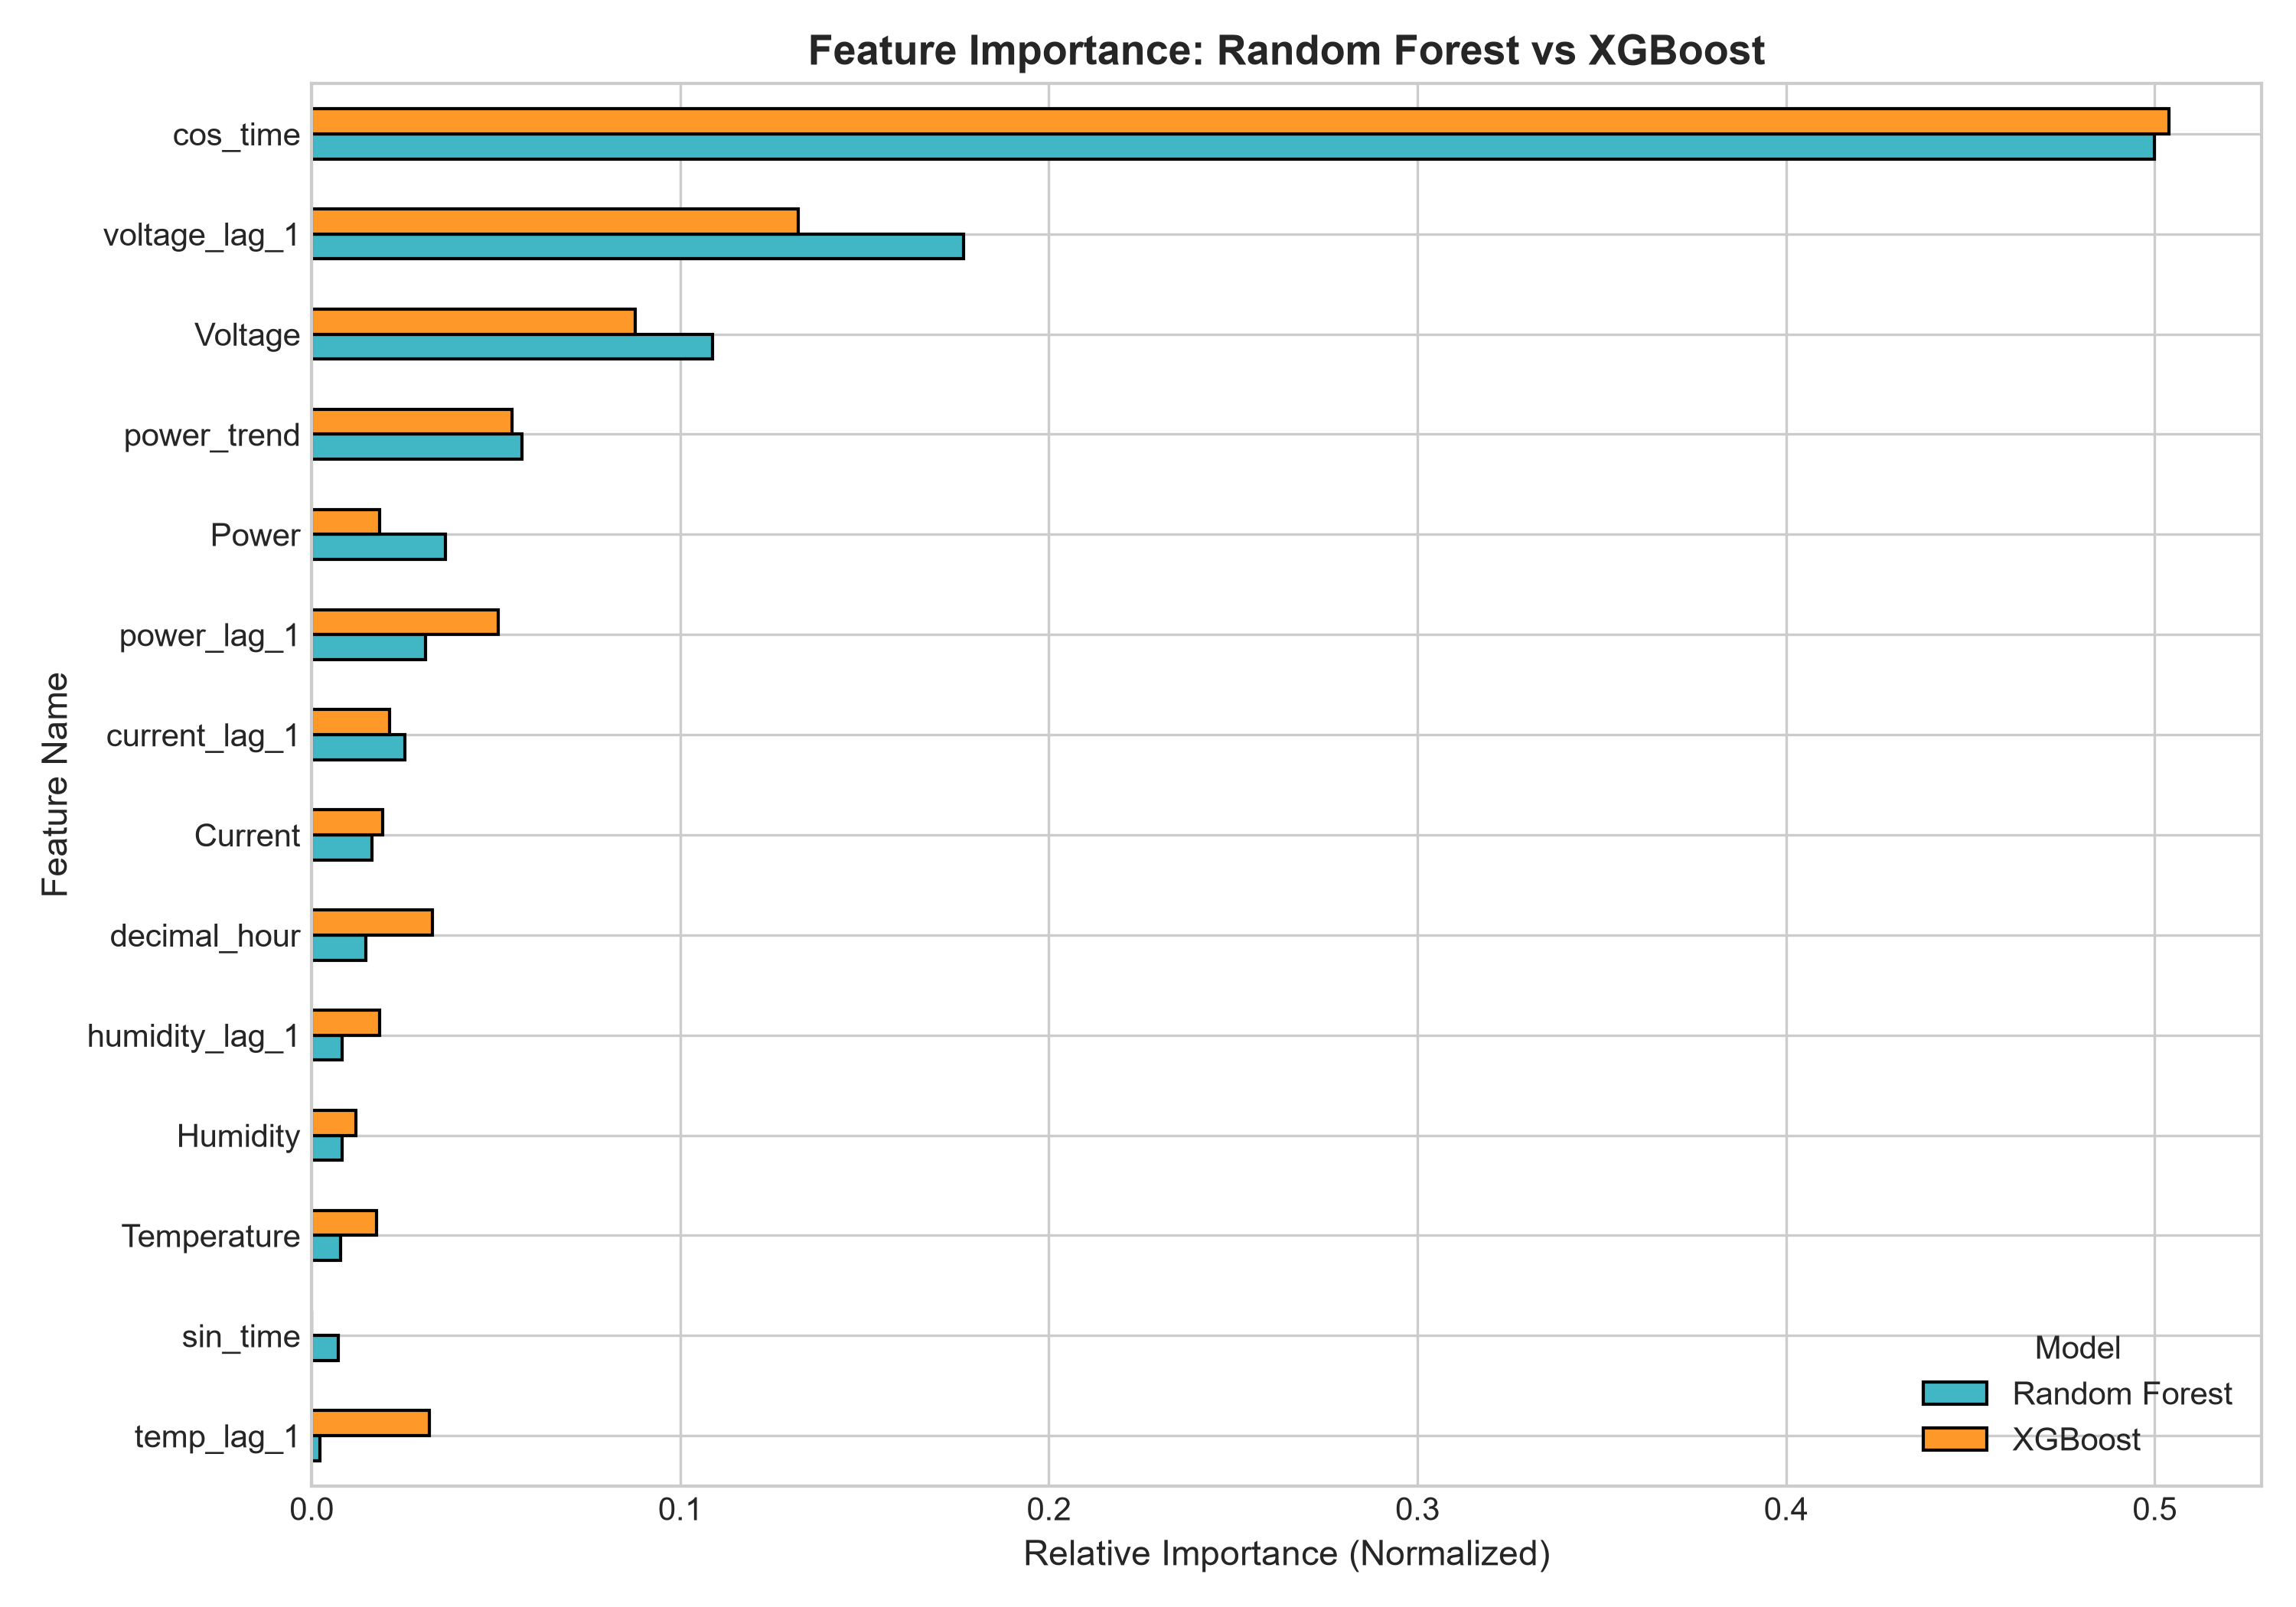 Feature Importance: Random Forest vs XGBoost
Feature Name
cos_time
voltage_lag_1
Voltage
power_trend
Power
power_lag_1
current_lag_1
Current
decimal_hour
humidity_lag_1
Humidity
Temperature
sin_time
temp_lag_1
Model
Random Forest
XGBoost
0.0 0.1 0.2 0.3 0.4 0.5
Relative Importance (Normalized)